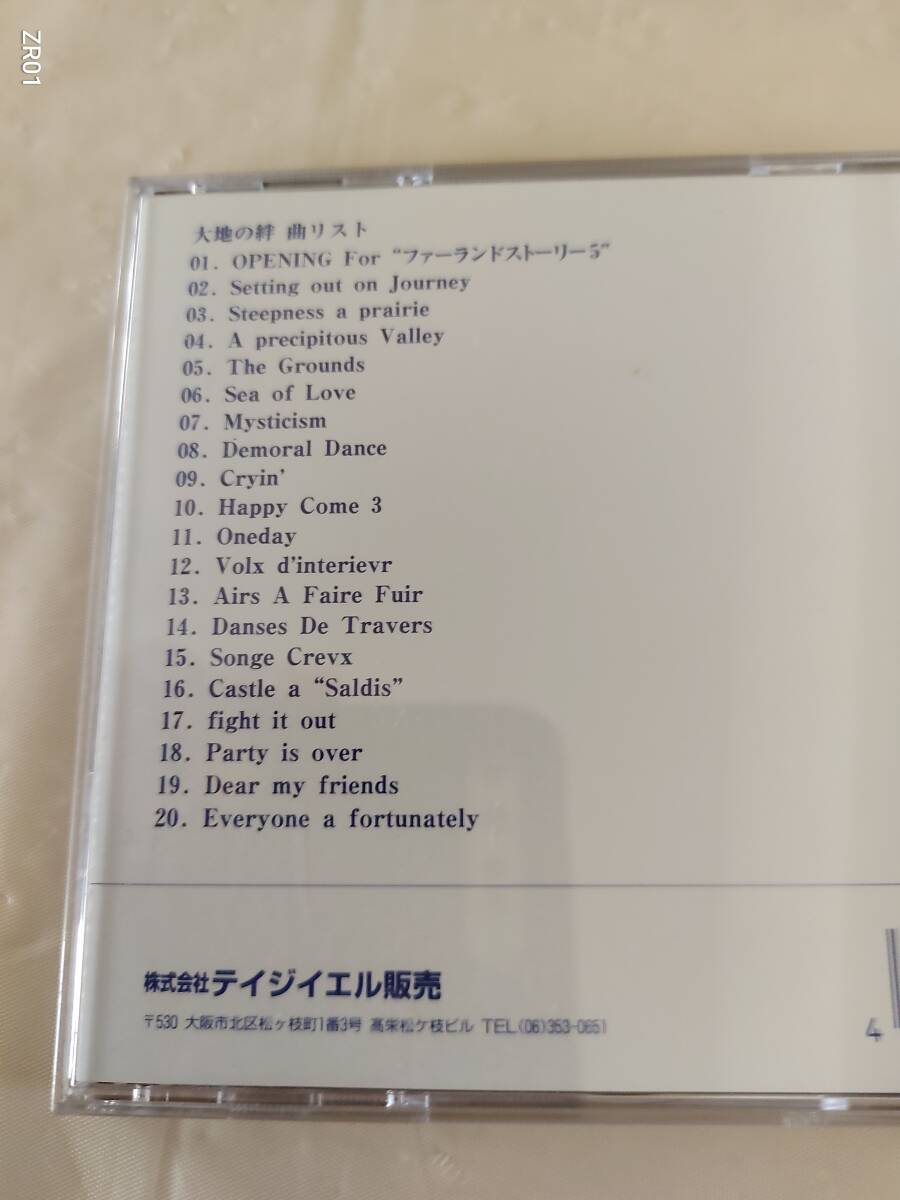 ZR01
大地の絆 曲リスト
01. OPENING For “ファーランドストーリー5”
02. Setting out on Journey
03. Steepness a prairie
04. A precipitous Valley
05. The Grounds
06. Sea of Love
07. Mysticism
08. Demoral Dance
09. Cryin'
10. Happy Come 3
11. Oneday
12. Volx d'interievr
13. Airs A Faire Fuir
14. Danses De Travers
15. Songe Crevx
16. Castle a “Saldis”
17. fight it out
18. Party is over
19. Dear my friends
20. Everyone a fortunately
株式会社テイジイエル販売
〒530 大阪市北区松ヶ枝町1番3号 高栄松ケ枝ビル TEL(06)353-0651
4